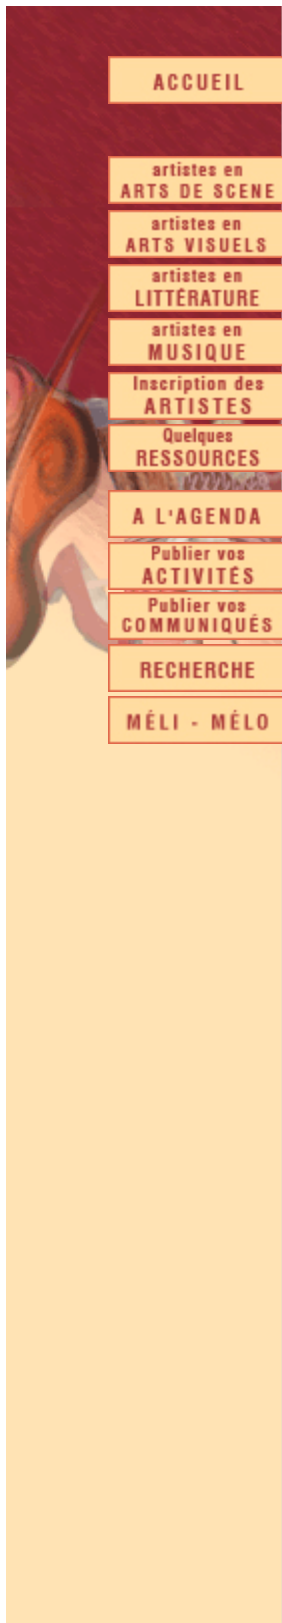 ACCUEIL
artistes en
ARTS DE SCENE
artistes en
ARTS VISUELS
artistes en
LITTÉRATURE
artistes en
MUSIQUE
Inscription des
ARTISTES
Quelques
RESSOURCES
A L'AGENDA
Publier vos
ACTIVITÉS
Publier vos
COMMUNIQUÉS
RECHERCHE
MÉLI - MÉLO